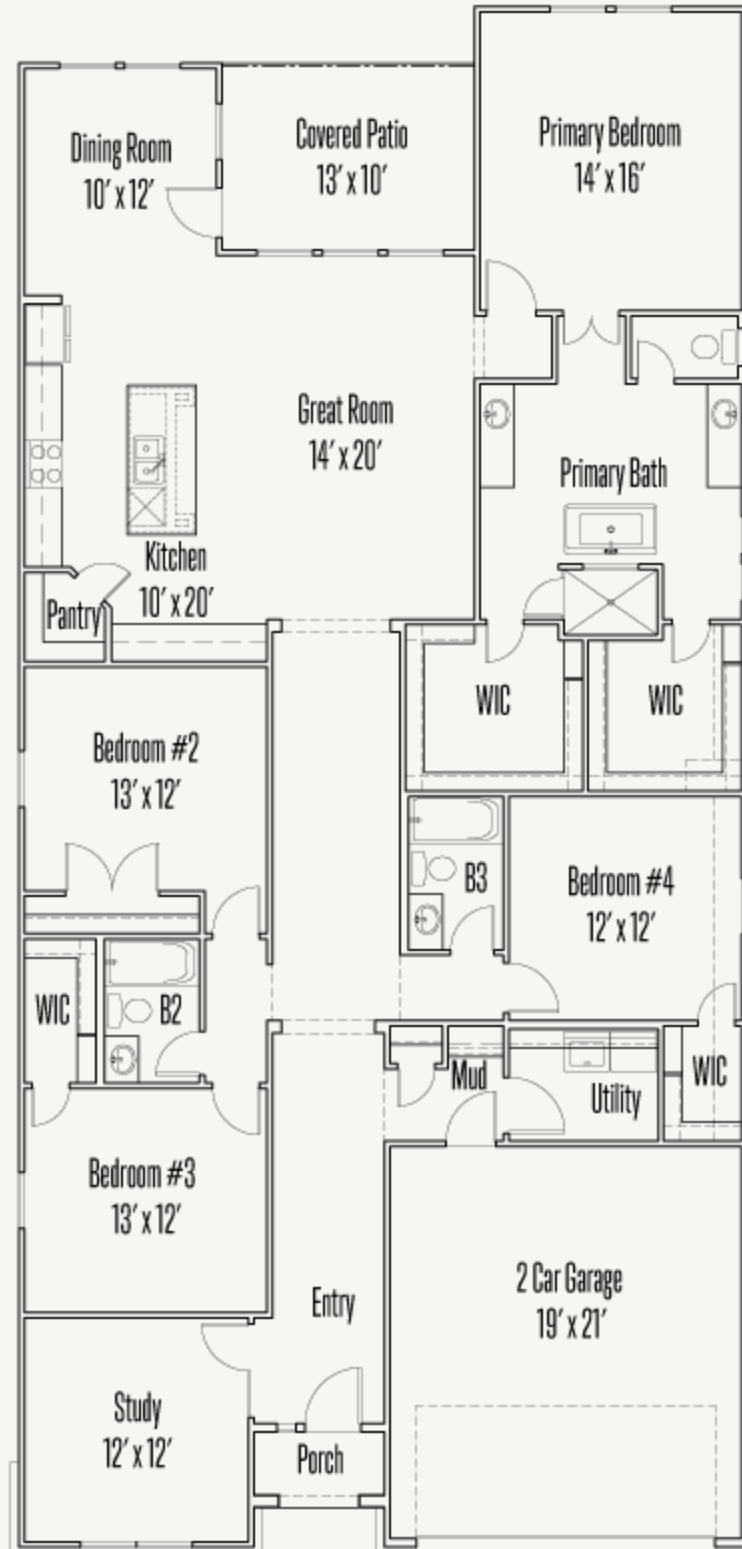 Dining Room
10' x 12'
Covered Patio
13' x 10'
Primary Bedroom
14' x 16'
Great Room
14' x 20'
Primary Bath
Kitchen
10' x 20'
Pantry
WIC
WIC
Bedroom #2
13' x 12'
B3
Bedroom #4
12' x 12'
WIC
B2
Mud
Utility
WIC
Bedroom #3
13' x 12'
Entry
2 Car Garage
19' x 21'
Study
12' x 12'
Porch